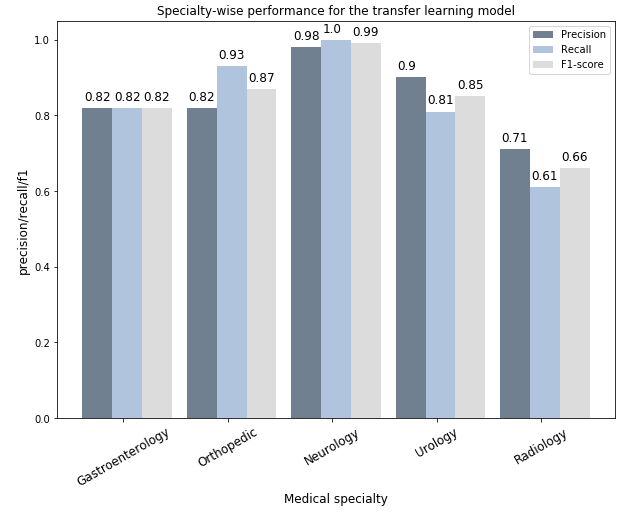 Specialty-wise performance for the transfer learning model
Precision
Recall
F1-score
precision/recall/f1
1.0
0.8
0.6
0.4
0.2
0.0
0.82 0.82 0.82
0.82 0.93 0.87
0.98 1.0 0.99
0.9 0.81 0.85
0.71 0.61 0.66
Gastroenterology
Orthopedic
Neurology
Urology
Radiology
Medical specialty